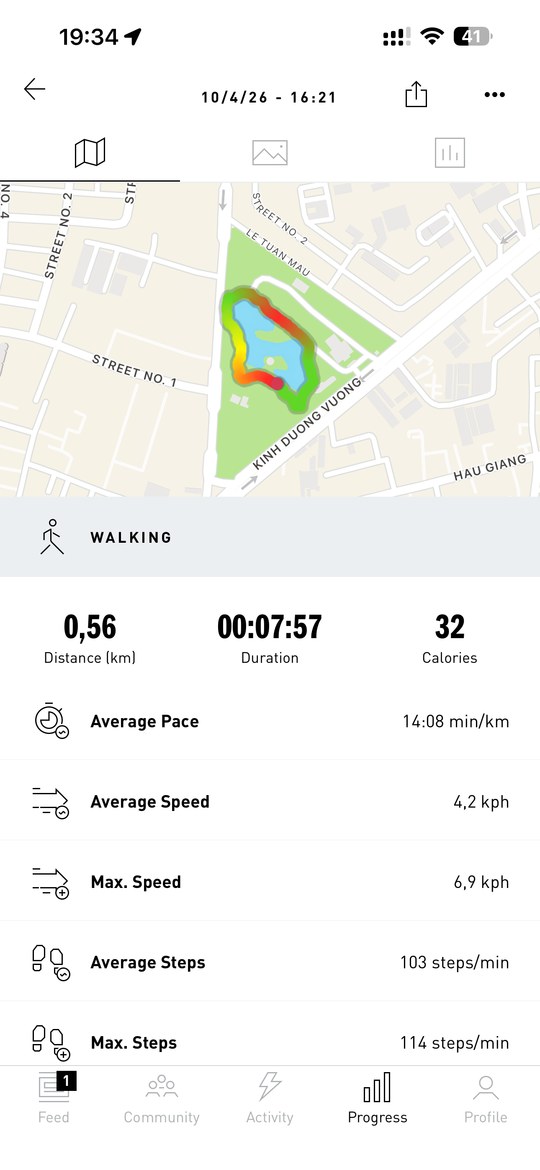 19:34
41
10/4/26 - 16:21
NO. 4
STREET NO. 2
STR
STREET NO. 2
LE TUAN MAU
STREET NO. 1
KINH DUONG VUONG
HAU GIANG
WALKING
0,56 00:07:57 32
Distance (km) Duration Calories
Average Pace 14:08 min/km
Average Speed 4,2 kph
Max. Speed 6,9 kph
Average Steps 103 steps/min
Max. Steps 114 steps/min
1
Feed Community Activity Progress Profile